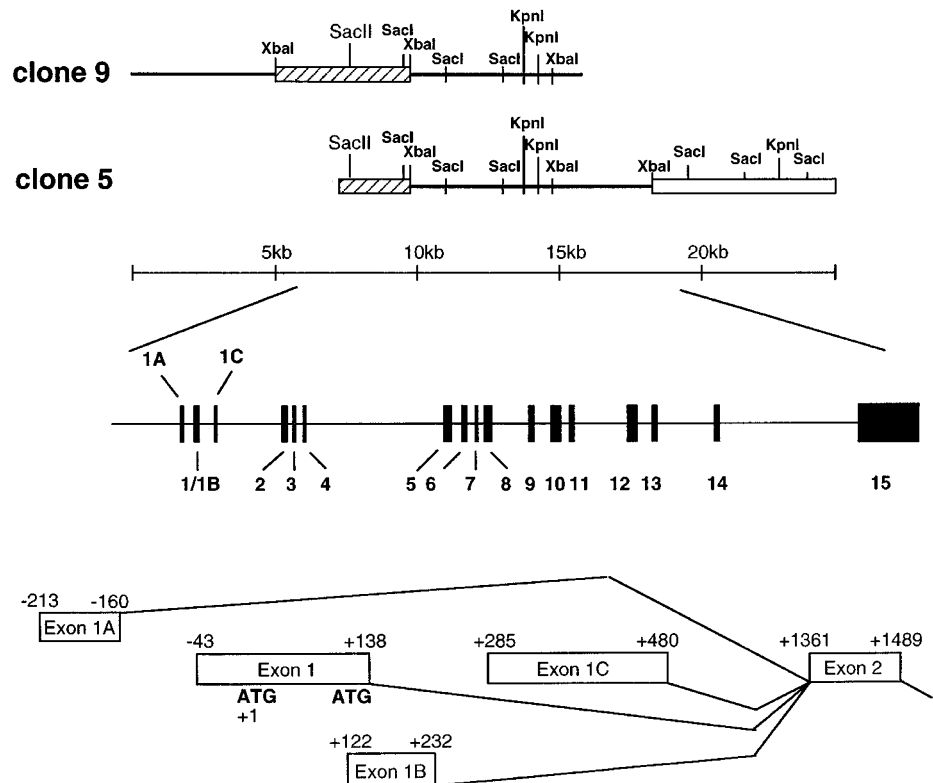 KpnI
SacII SacI KpnI
XbaI XbaI SacI SacI XbaI
clone 9
KpnI
SacII SacI KpnI KpnI
XbaI SacI SacI XbaI XbaI SacI SacI SacI
clone 5
5kb 10kb 15kb 20kb
1A 1C
1/1B 2 3 4 5 6 7 8 9 10 11 12 13 14 15
-213 -160
Exon 1A
-43 +138 +285 +480 +1361 +1489
Exon 1 Exon 1C Exon 2
ATG ATG
+1
+122 +232
Exon 1B